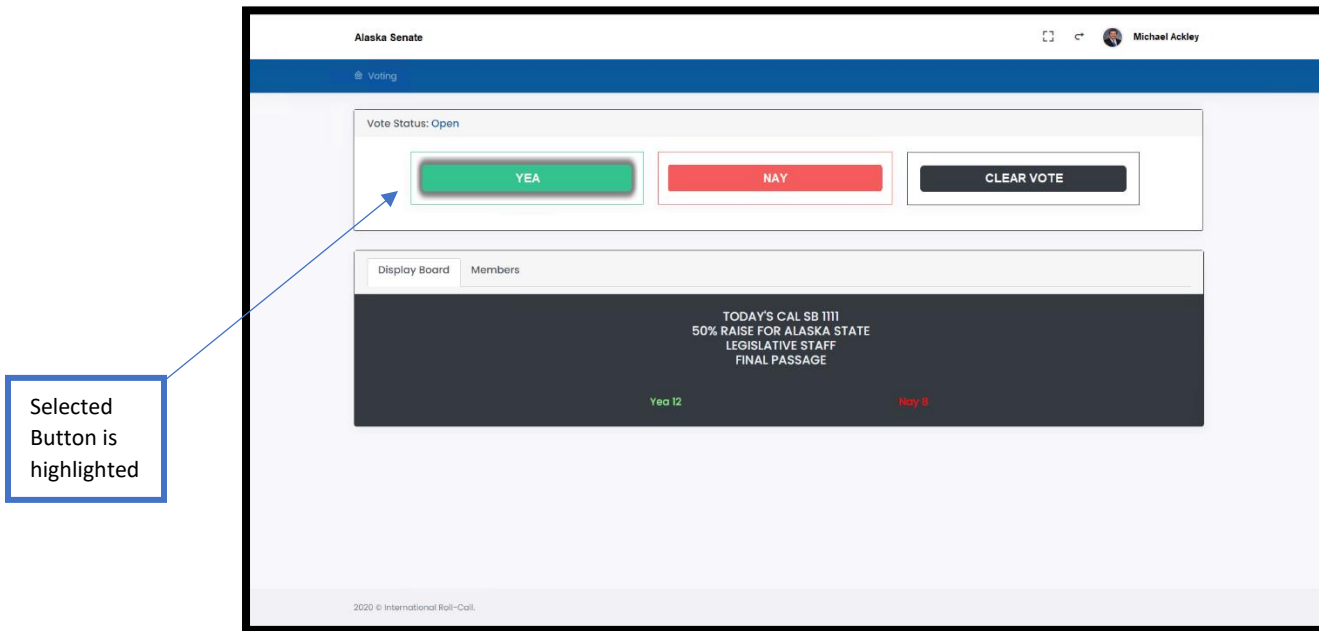 Alaska Senate
Michael Ackley
Voting
Vote Status: Open
YEA
NAY
CLEAR VOTE
Display Board Members
TODAY'S CAL SB 1111
50% RAISE FOR ALASKA STATE
LEGISLATIVE STAFF
FINAL PASSAGE
Yea 12
Nay 8
Selected
Button is
highlighted
2020 © International Roll-Call.